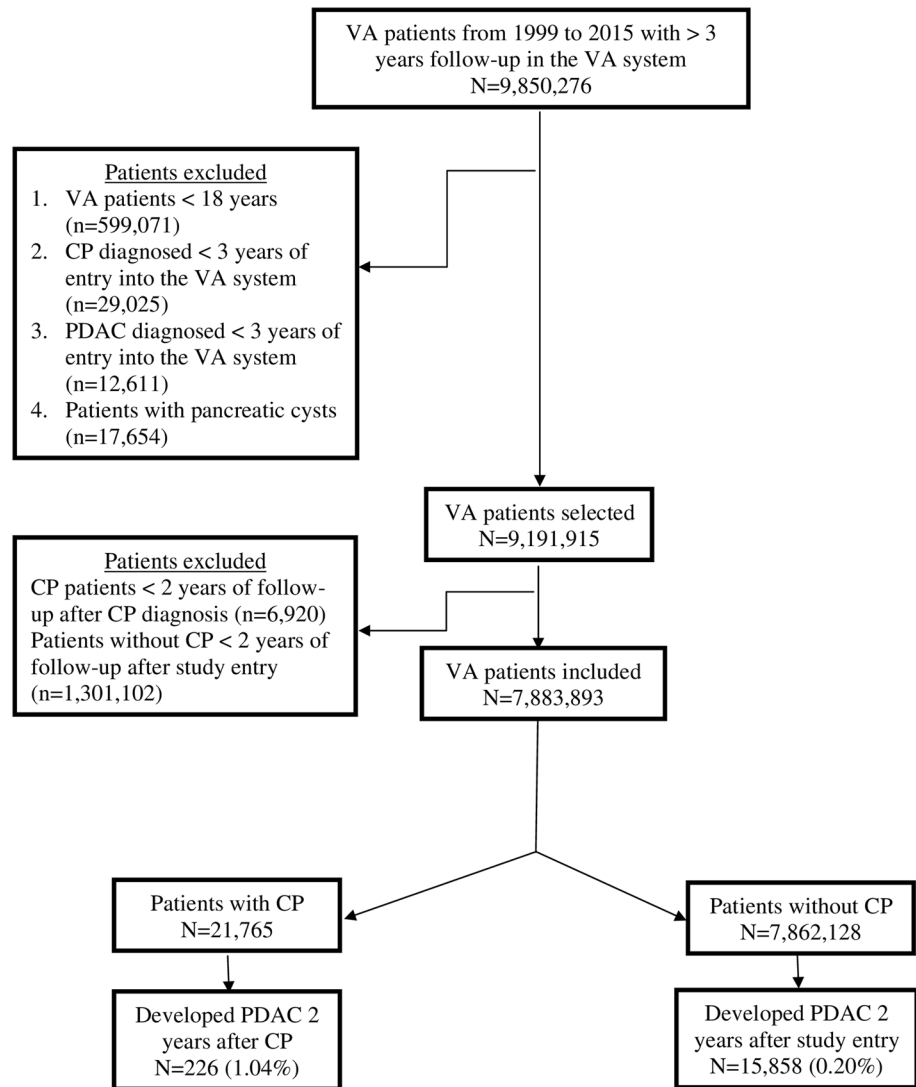 VA patients from 1999 to 2015 with > 3
years follow-up in the VA system
N=9,850,276
Patients excluded
1. VA patients < 18 years
(n=599,071)
2. CP diagnosed < 3 years of
entry into the VA system
(n=29,025)
3. PDAC diagnosed < 3 years of
entry into the VA system
(n=12,611)
4. Patients with pancreatic cysts
(n=17,654)
VA patients selected
N=9,191,915
Patients excluded
CP patients < 2 years of follow-
up after CP diagnosis (n=6,920)
Patients without CP < 2 years of
follow-up after study entry
(n=1,301,102)
VA patients included
N=7,883,893
Patients with CP
N=21,765
Patients without CP
N=7,862,128
Developed PDAC 2
years after CP
N=226 (1.04%)
Developed PDAC 2
years after study entry
N=15,858 (0.20%)